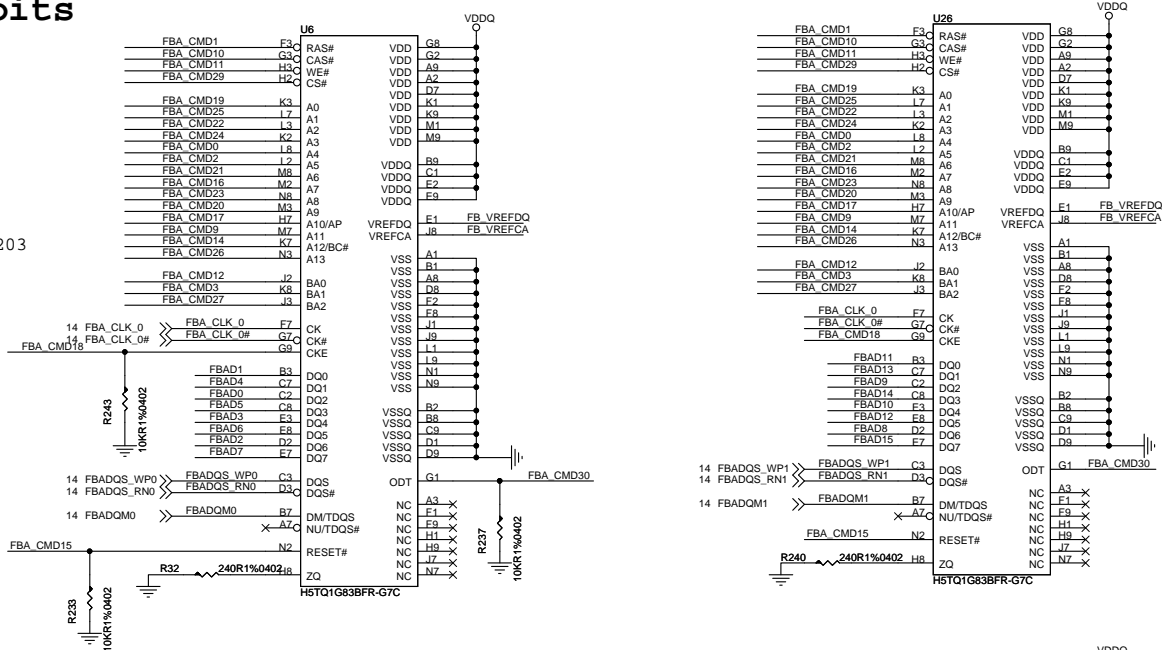 bits
VDDQ
U6
FBA_CMD1 F3 RAS# VDD G8
FBA_CMD10 G3 CAS# VDD G2
FBA_CMD11 H3 WE# VDD A9
FBA_CMD29 H2 CS# VDD A2
VDD D7
VDD K1
FBA_CMD19 K3 A0 VDD K9
FBA_CMD25 L7 A1 VDD M1
FBA_CMD22 L3 A2 VDD M9
FBA_CMD24 K2 A3
FBA_CMD0 L8 A4 VDDQ B9
FBA_CMD2 L2 A5 VDDQ C1
FBA_CMD21 M8 A6 VDDQ E2
FBA_CMD16 M2 A7 VDDQ E9
FBA_CMD23 N8 A8
FBA_CMD20 M3 A9
FBA_CMD17 H7 A10/AP VREFDQ E1 FB_VREFDQ
FBA_CMD9 M7 A11 VREFCA J8 FB_VREFCA
FBA_CMD14 K7 A12/BC#
FBA_CMD26 N3 A13 VSS A1
203
VSS B1
FBA_CMD12 J2 BA0 VSS A8
FBA_CMD3 K8 BA1 VSS D8
FBA_CMD27 J3 BA2 VSS F2
VSS F8
14 FBA_CLK_0 FBA_CLK_0 F7 CK VSS J1
14 FBA_CLK_0# FBA_CLK_0# G7 CK# VSS J9
FBA_CMD18 G9 CKE VSS L1
VSS L9
FBAD1 B3 DQ0 VSS N1
FBAD4 C7 DQ1 VSS N9
FBAD0 C2 DQ2
FBAD5 C8 DQ3 VSSQ B2
FBAD3 E3 DQ4 VSSQ B8
FBAD6 E8 DQ5 VSSQ C9
FBAD2 D2 DQ6 VSSQ D1
FBAD7 E7 DQ7 VSSQ D9
R243
10KR1%0402
14 FBADQS_WP0 FBADQS_WP0 C3 DQS ODT G1 FBA_CMD30
14 FBADQS_RN0 FBADQS_RN0 D3 DQS#
NC A3
14 FBADQM0 FBADQM0 B7 DM/TDQS NC F1
A7 NU/TDQS# NC F9
NC H1
FBA_CMD15 N2 RESET# NC H9
NC J7
R32 240R1%0402 H8 ZQ NC N7
H5TQ1G83BFR-G7C
R237
10KR1%0402
R233
10KR1%0402
VDDQ
U26
FBA_CMD1 F3 RAS# VDD G8
FBA_CMD10 G3 CAS# VDD G2
FBA_CMD11 H3 WE# VDD A9
FBA_CMD29 H2 CS# VDD A2
VDD D7
VDD K1
FBA_CMD19 K3 A0 VDD K9
FBA_CMD25 L7 A1 VDD M1
FBA_CMD22 L3 A2 VDD M9
FBA_CMD24 K2 A3
FBA_CMD0 L8 A4 VDDQ B9
FBA_CMD2 L2 A5 VDDQ C1
FBA_CMD21 M8 A6 VDDQ E2
FBA_CMD16 M2 A7 VDDQ E9
FBA_CMD23 N8 A8
FBA_CMD20 M3 A9
FBA_CMD17 H7 A10/AP VREFDQ E1 FB_VREFDQ
FBA_CMD9 M7 A11 VREFCA J8 FB_VREFCA
FBA_CMD14 K7 A12/BC#
FBA_CMD26 N3 A13 VSS A1
VSS B1
FBA_CMD12 J2 BA0 VSS A8
FBA_CMD3 K8 BA1 VSS D8
FBA_CMD27 J3 BA2 VSS F2
VSS F8
FBA_CLK_0 F7 CK VSS J1
FBA_CLK_0# G7 CK# VSS J9
FBA_CMD18 G9 CKE VSS L1
VSS L9
FBAD11 B3 DQ0 VSS N1
FBAD13 C7 DQ1 VSS N9
FBAD9 C2 DQ2
FBAD14 C8 DQ3 VSSQ B2
FBAD10 E3 DQ4 VSSQ B8
FBAD12 E8 DQ5 VSSQ C9
FBAD8 D2 DQ6 VSSQ D1
FBAD15 E7 DQ7 VSSQ D9
14 FBADQS_WP1 FBADQS_WP1 C3 DQS ODT G1 FBA_CMD30
14 FBADQS_RN1 FBADQS_RN1 D3 DQS#
NC A3
14 FBADQM1 FBADQM1 B7 DM/TDQS NC F1
A7 NU/TDQS# NC F9
NC H1
FBA_CMD15 N2 RESET# NC H9
NC J7
R240 240R1%0402 H8 ZQ NC N7
H5TQ1G83BFR-G7C
VDDQ